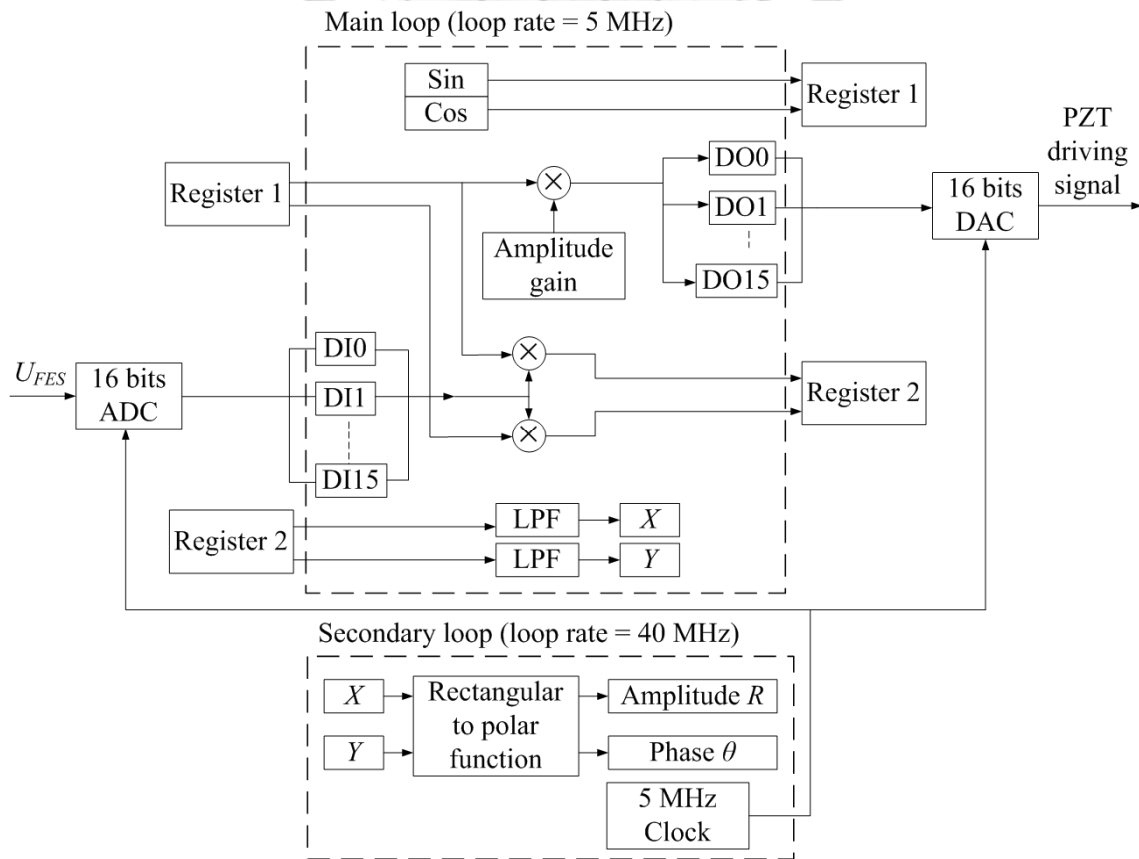 Main loop (loop rate = 5 MHz)
Sin
Cos
Register 1
PZT
driving
signal
Register 1
×
DO0
DO1
DO15
16 bits
DAC
Amplitude
gain
U_FES
16 bits
ADC
DI0
DI1
DI15
×
×
Register 2
Register 2
LPF
X
LPF
Y
Secondary loop (loop rate = 40 MHz)
X
Y
Rectangular
to polar
function
Amplitude R
Phase θ
5 MHz
Clock